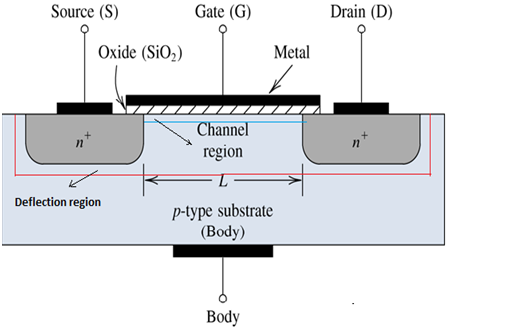 Source (S)
Gate (G)
Drain (D)
Oxide (SiO₂)
Metal
n⁺
Channel
region
n⁺
L
Deflection region
p-type substrate
(Body)
Body